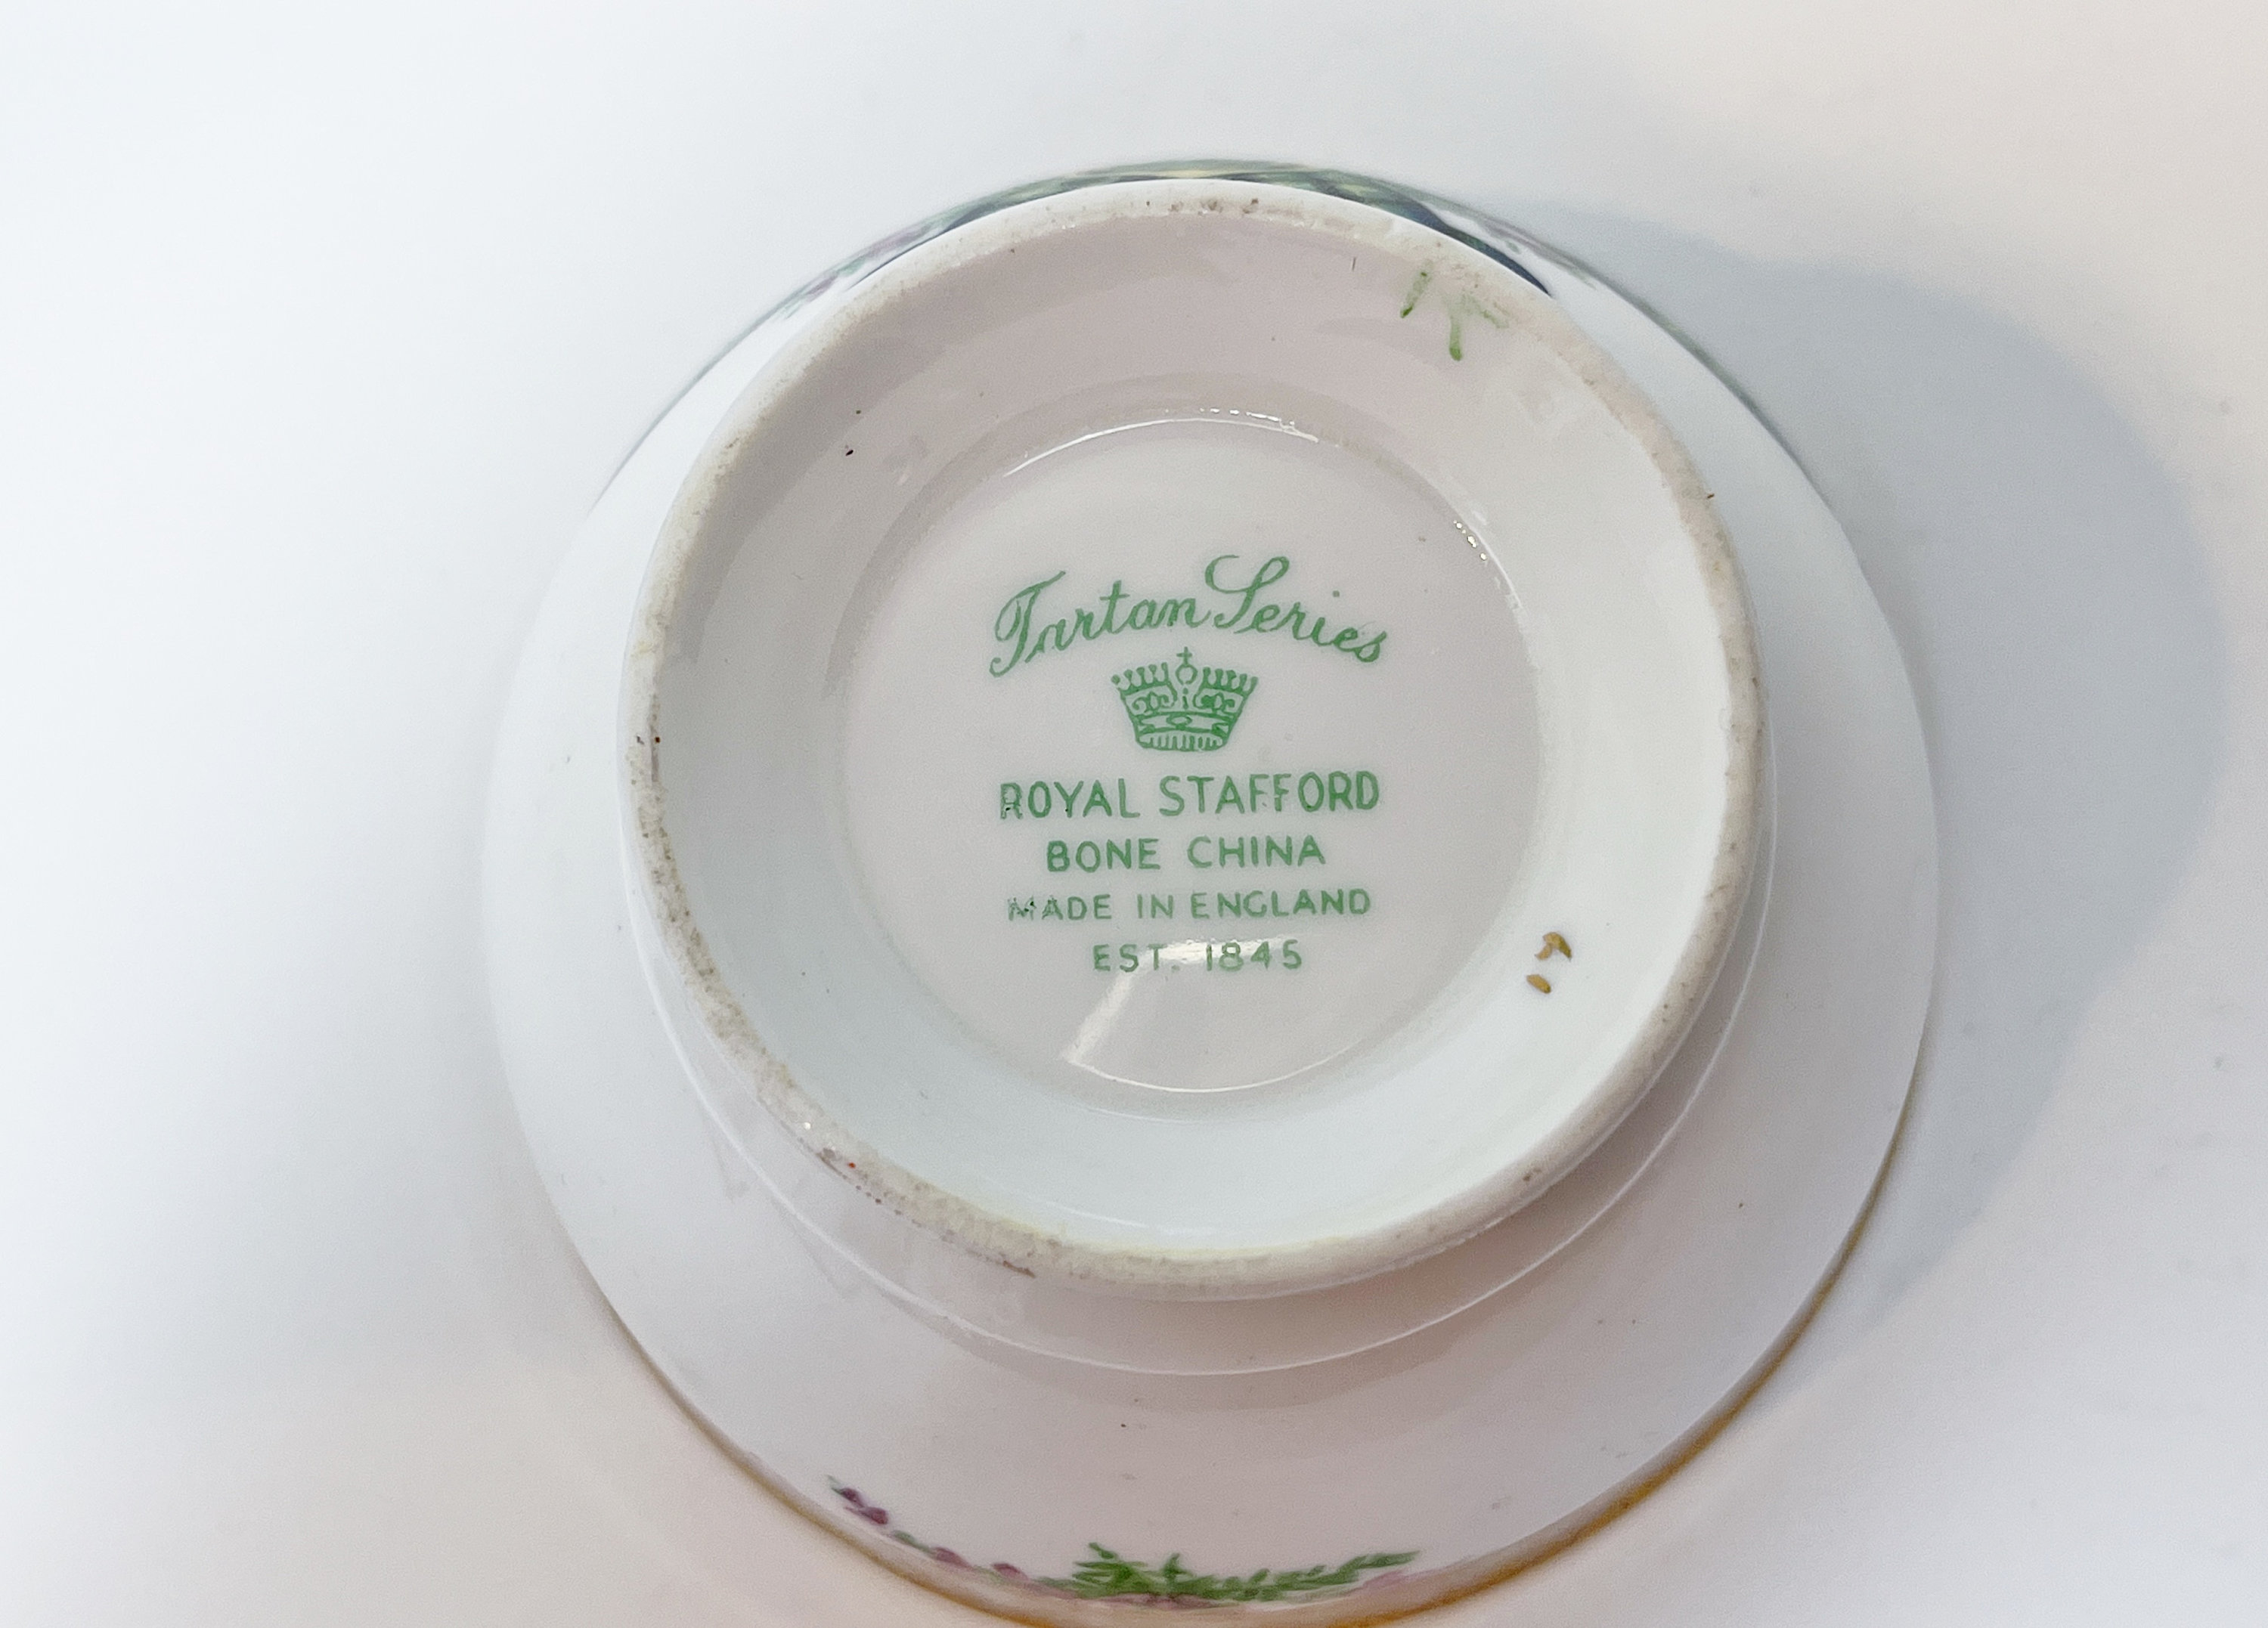 Tartan Series
ROYAL STAFFORD
BONE CHINA
MADE IN ENGLAND
EST. 1845